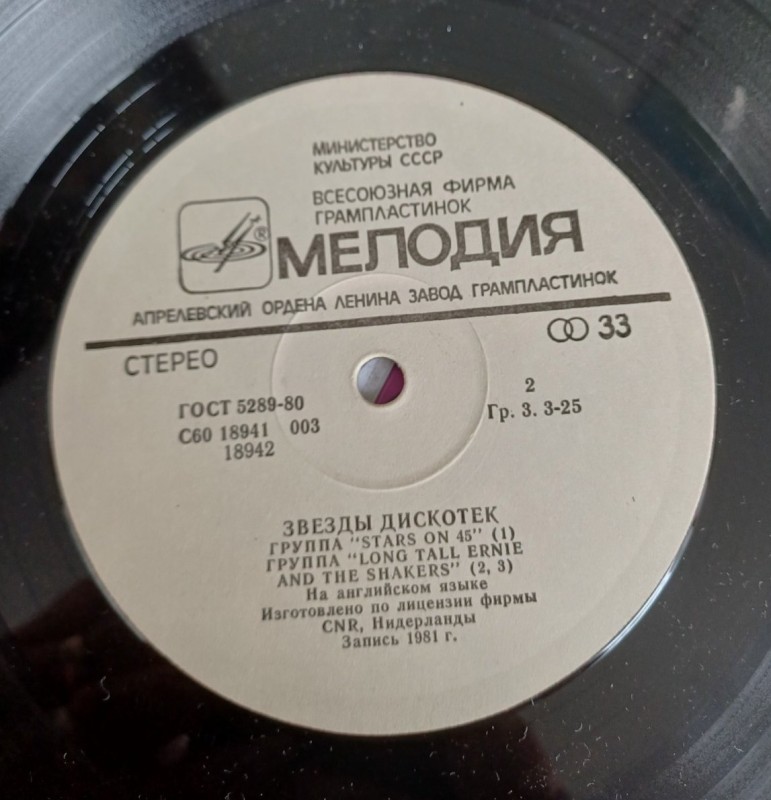 МИНИСТЕРСТВО
КУЛЬТУРЫ СССР
ВСЕСОЮЗНАЯ ФИРМА
ГРАМПЛАСТИНОК
®
МЕЛОДИЯ
АПРЕЛЕВСКИЙ ОРДЕНА ЛЕНИНА ЗАВОД ГРАМПЛАСТИНОК
СТЕРЕО
33
ГОСТ 5289-80
2
С60 18941 003
Гр. 3. 3-25
18942
ЗВЕЗДЫ ДИСКОТЕК
ГРУППА "STARS ON 45" (1)
ГРУППА "LONG TALL ERNIE
AND THE SHAKERS" (2, 3)
На английском языке
Изготовлено по лицензии фирмы
CNR, Нидерланды
Запись 1981 г.